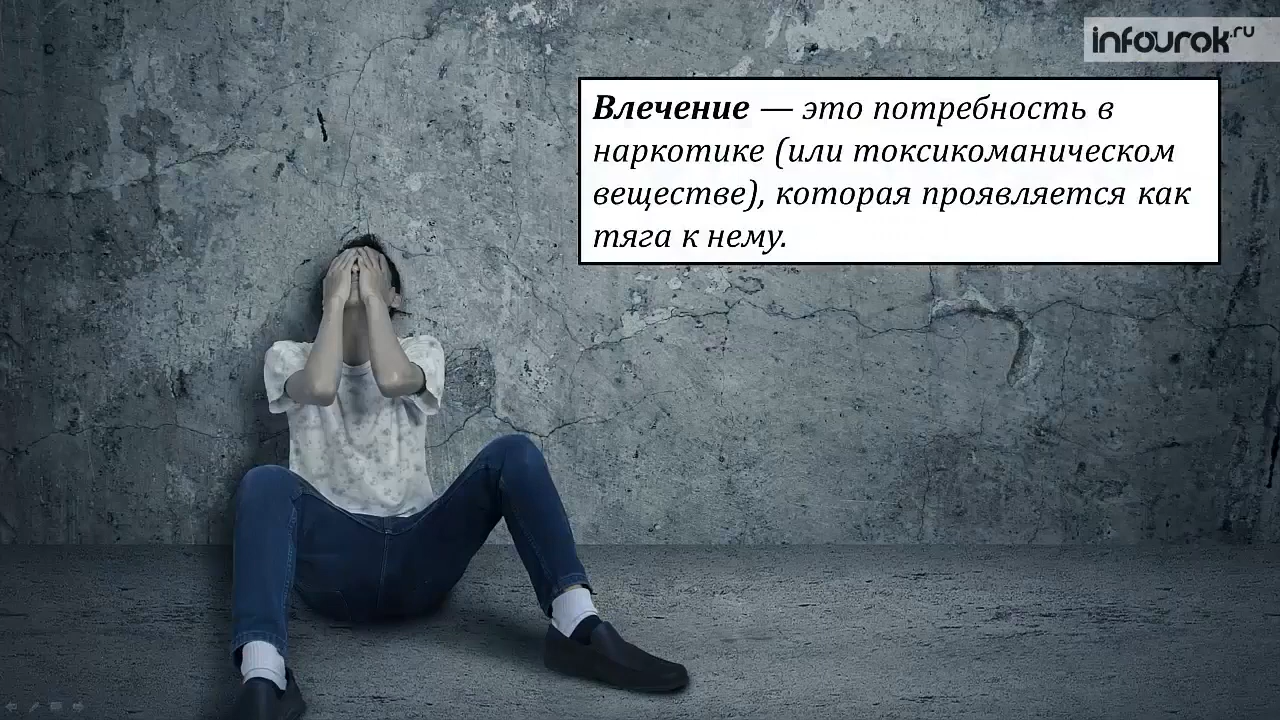 infourok.ru
Влечение — это потребность в
наркотике (или токсикоманическом
веществе), которая проявляется как
тяга к нему.